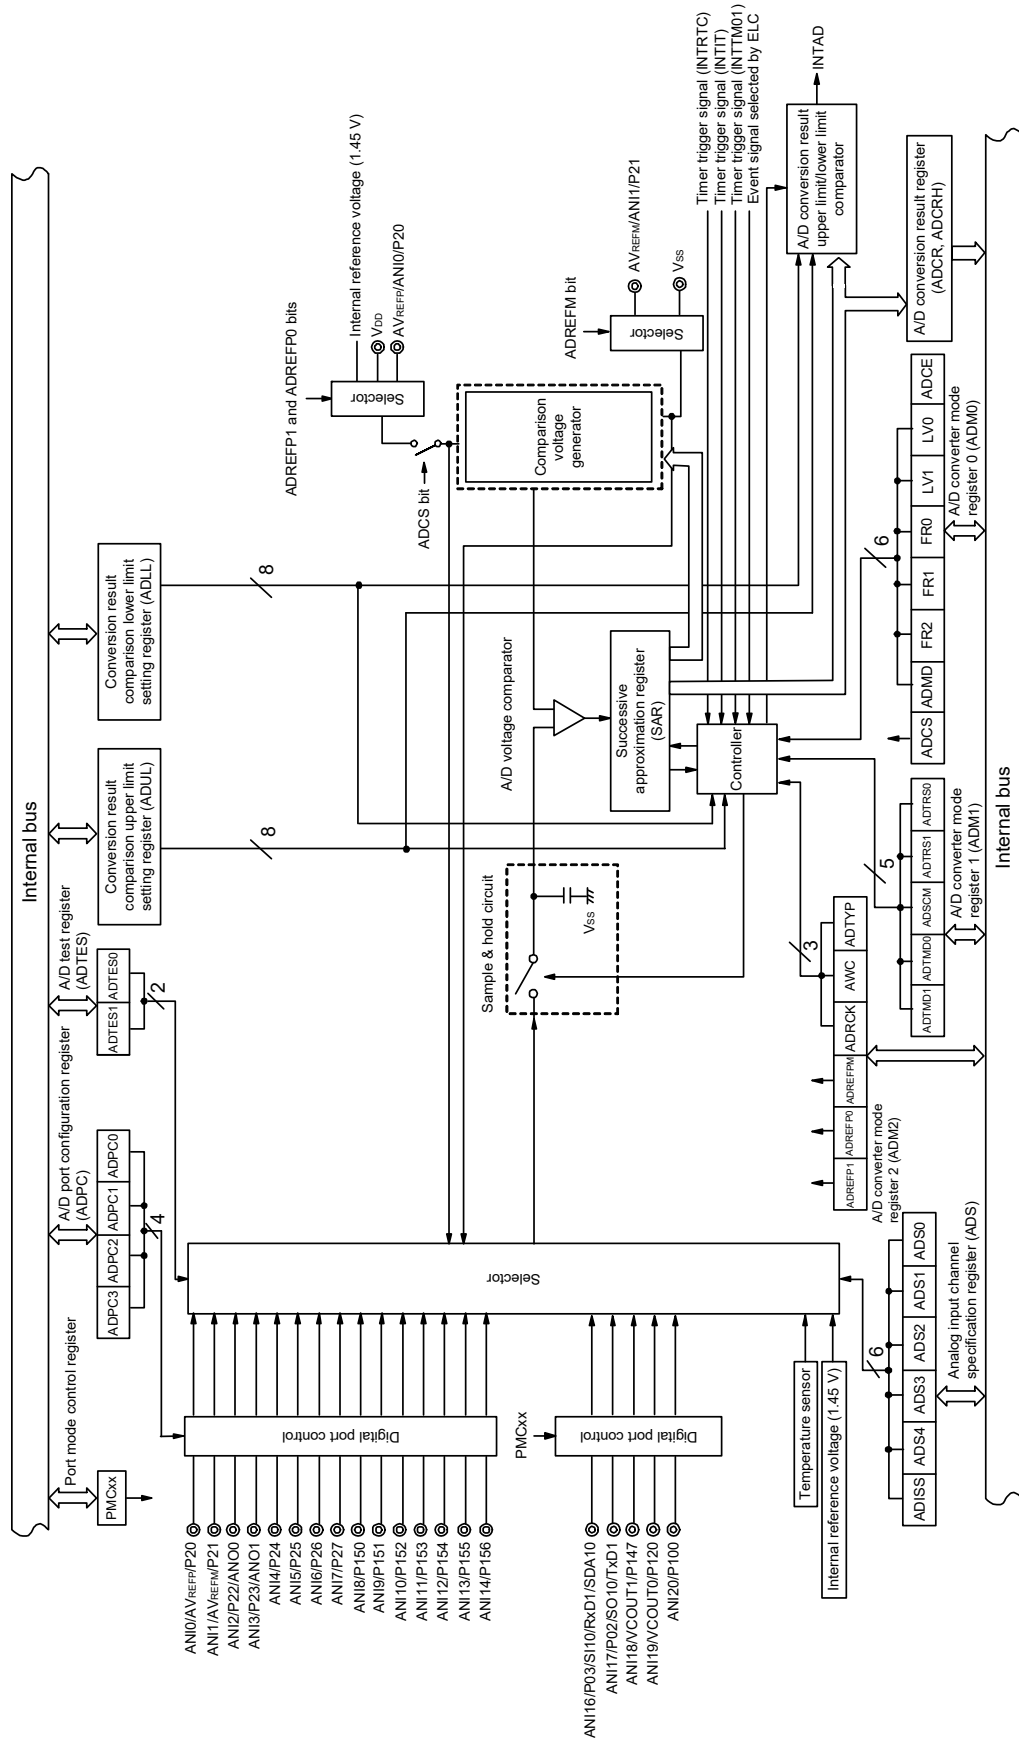 Internal bus
Port mode control register
PMCxx
A/D port configuration register
(ADPC)
ADPC3
ADPC2
ADPC1
ADPC0
4
A/D test register
(ADTES)
ADTES1
ADTES0
2
Conversion result
comparison upper limit
setting register (ADUL)
8
Conversion result
comparison lower limit
setting register (ADLL)
8
ADREFP1 and ADREFP0 bits
Internal reference voltage (1.45 V)
VDD
AVREFP/ANI0/P20
Selector
ADCS bit
Comparison
voltage
generator
ADREFM bit
AVREFM/ANI1/P21
VSS
Selector
Timer trigger signal (INTRTC)
Timer trigger signal (INTIT)
Timer trigger signal (INTTM01)
Event signal selected by ELC
INTAD
A/D conversion result
upper limit/lower limit
comparator
A/D conversion result register
(ADCR, ADCRH)
A/D voltage comparator
Successive
approximation register
(SAR)
Controller
Sample & hold circuit
VSS
ANI0/AVREFP/P20
ANI1/AVREFM/P21
ANI2/P22/ANO0
ANI3/P23/ANO1
ANI4/P24
ANI5/P25
ANI6/P26
ANI7/P27
ANI8/P150
ANI9/P151
ANI10/P152
ANI11/P153
ANI12/P154
ANI13/P155
ANI14/P156
Digital port control
Selector
PMCxx
ANI16/P03/SI10/RxD1/SDA10
ANI17/P02/SO10/TxD1
ANI18/VCOUT1/P147
ANI19/VCOUT0/P120
ANI20/P100
Digital port control
Temperature sensor
Internal reference voltage (1.45 V)
6
ADISS
ADS4
ADS3
ADS2
ADS1
ADS0
Analog input channel
specification register (ADS)
3
ADREFP1
ADREFP0
ADREFPM
ADRCK
AWC
ADTYP
A/D converter mode
register 2 (ADM2)
5
ADTMD1
ADTMD0
ADSCM
ADTRS1
ADTRS0
A/D converter mode
register 1 (ADM1)
6
ADCS
ADMD
FR2
FR1
FR0
LV1
LV0
ADCE
A/D converter mode
register 0 (ADM0)
Internal bus